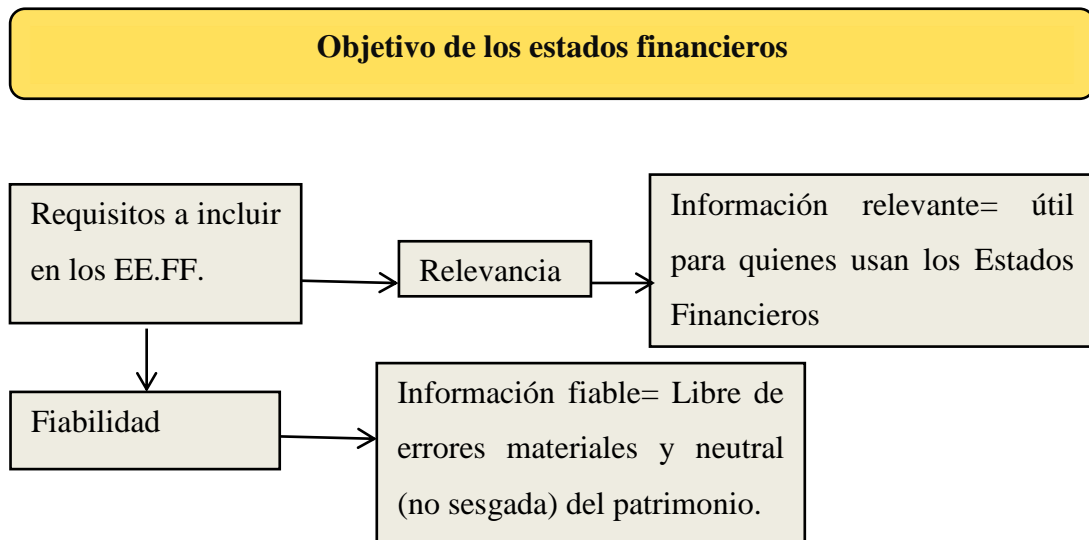 Objetivo de los estados financieros
Requisitos a incluir
en los EE.FF.
Relevancia
Información relevante= útil
para quienes usan los Estados
Financieros
Fiabilidad
Información fiable= Libre de
errores materiales y neutral
(no sesgada) del patrimonio.